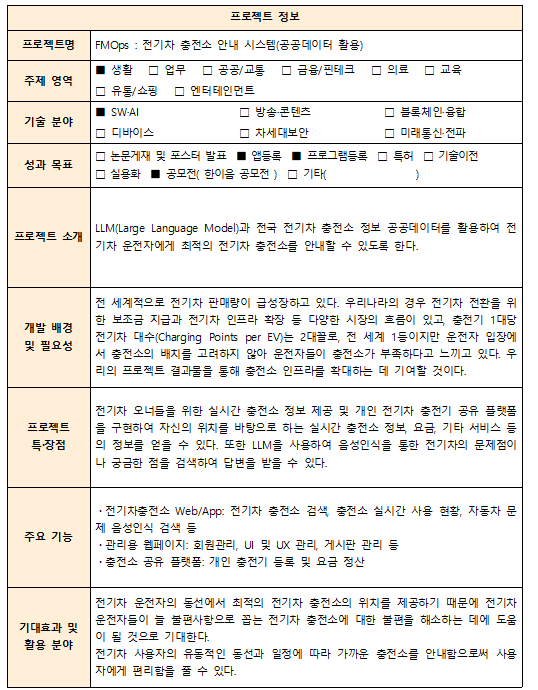 프로젝트 정보
프로젝트명
FMOps : 전기차 충전소 안내 시스템(공공데이터 활용)
주제 영역
■ 생활 □ 업무 □ 공공/교통 □ 금융/핀테크 □ 의료 □ 교육
□ 유통/쇼핑 □ 엔터테인먼트
기술 분야
■ SW·AI □ 방송·콘텐츠 □ 블록체인·융합
□ 디바이스 □ 차세대보안 □ 미래통신·전파
성과 목표
□ 논문게재 및 포스터 발표 ■ 앱등록 ■ 프로그램등록 □ 특허 □ 기술이전
□ 실용화 ■ 공모전( 한이음 공모전 ) □ 기타( )
프로젝트 소개
LLM(Large Language Model)과 전국 전기차 충전소 정보 공공데이터를 활용하여 전
기차 운전자에게 최적의 전기차 충전소를 안내할 수 있도록 한다.
개발 배경
및 필요성
전 세계적으로 전기차 판매량이 급성장하고 있다. 우리나라의 경우 전기차 전환을 위
한 보조금 지급과 전기차 인프라 확장 등 다양한 시장의 흐름이 있고, 충전기 1대당
전기차 대수(Charging Points per EV)는 2대꼴로, 전 세계 1등이지만 운전자 입장에
서 충전소의 배치를 고려하지 않아 운전자들이 충전소가 부족하다고 느끼고 있다. 우
리의 프로젝트 결과물을 통해 충전소 인프라를 확대하는 데 기여할 것이다.
프로젝트
특·장점
전기차 오너들을 위한 실시간 충전소 정보 제공 및 개인 전기차 충전기 공유 플랫폼
을 구현하여 자신의 위치를 바탕으로 하는 실시간 충전소 정보, 요금, 기타 서비스 등
의 정보를 얻을 수 있다. 또한 LLM을 사용하여 음성인식을 통한 전기차의 문제점이
나 궁금한 점을 검색하여 답변을 받을 수 있다.
주요 기능
·전기차충전소 Web/App: 전기차 충전소 검색, 충전소 실시간 사용 현황, 자동차 문
제 음성인식 검색 등
·관리용 웹페이지: 회원관리, UI 및 UX 관리, 게시판 관리 등
·충전소 공유 플랫폼: 개인 충전기 등록 및 요금 정산
기대효과 및
활용 분야
전기차 운전자의 동선에서 최적의 전기차 충전소의 위치를 제공하기 때문에 전기차
운전자들이 늘 불편사항으로 꼽는 전기차 충전소에 대한 불편을 해소하는 데에 도움
이 될 것으로 기대한다.
전기차 사용자의 유동적인 동선과 일정에 따라 가까운 충전소를 안내함으로써 사용
자에게 편리함을 줄 수 있다.